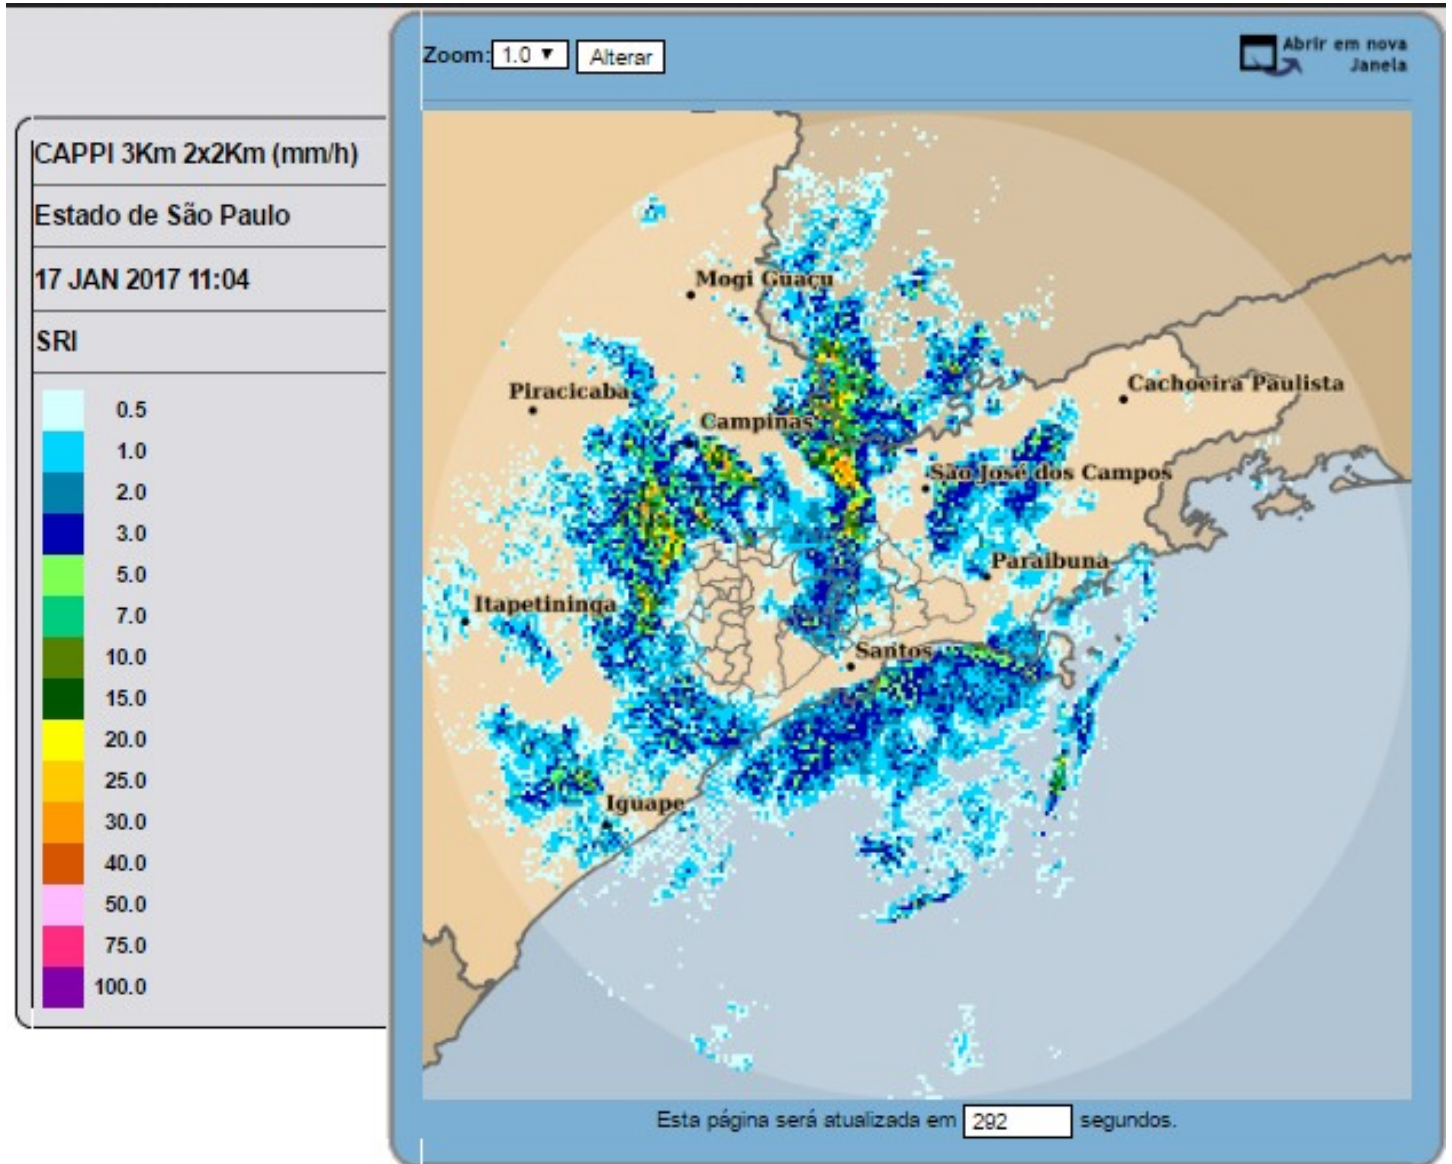 Zoom: 1.0 Alterar
Abrir em nova
Janela
CAPPI 3Km 2x2Km (mm/h)
Estado de São Paulo
17 JAN 2017 11:04
SRI
0.5
1.0
2.0
3.0
5.0
7.0
10.0
15.0
20.0
25.0
30.0
40.0
50.0
75.0
100.0
Mogi Guaçu
Piracicaba
Cachoeira Paulista
Campinas
São José dos Campos
Paraibuna
Itapetininga
Santos
Iguape
Esta página será atualizada em 292 segundos.